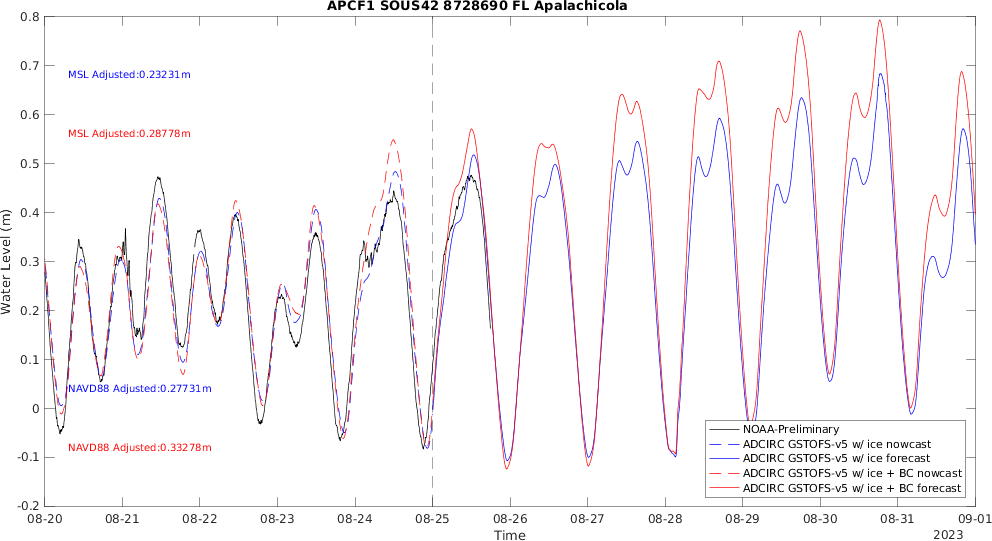 APCF1 SOUS42 8728690 FL Apalachicola
0.8
0.7
0.6
0.5
0.4
0.3
0.2
0.1
0
-0.1
-0.2
Water Level (m)
MSL Adjusted:0.23231m
MSL Adjusted:0.28778m
NAVD88 Adjusted:0.27731m
NAVD88 Adjusted:0.33278m
NOAA-Preliminary
ADCIRC GSTOFS-v5 w/ ice nowcast
ADCIRC GSTOFS-v5 w/ ice forecast
ADCIRC GSTOFS-v5 w/ ice + BC nowcast
ADCIRC GSTOFS-v5 w/ ice + BC forecast
08-20 08-21 08-22 08-23 08-24 08-25 08-26 08-27 08-28 08-29 08-30 08-31 09-01
Time
2023